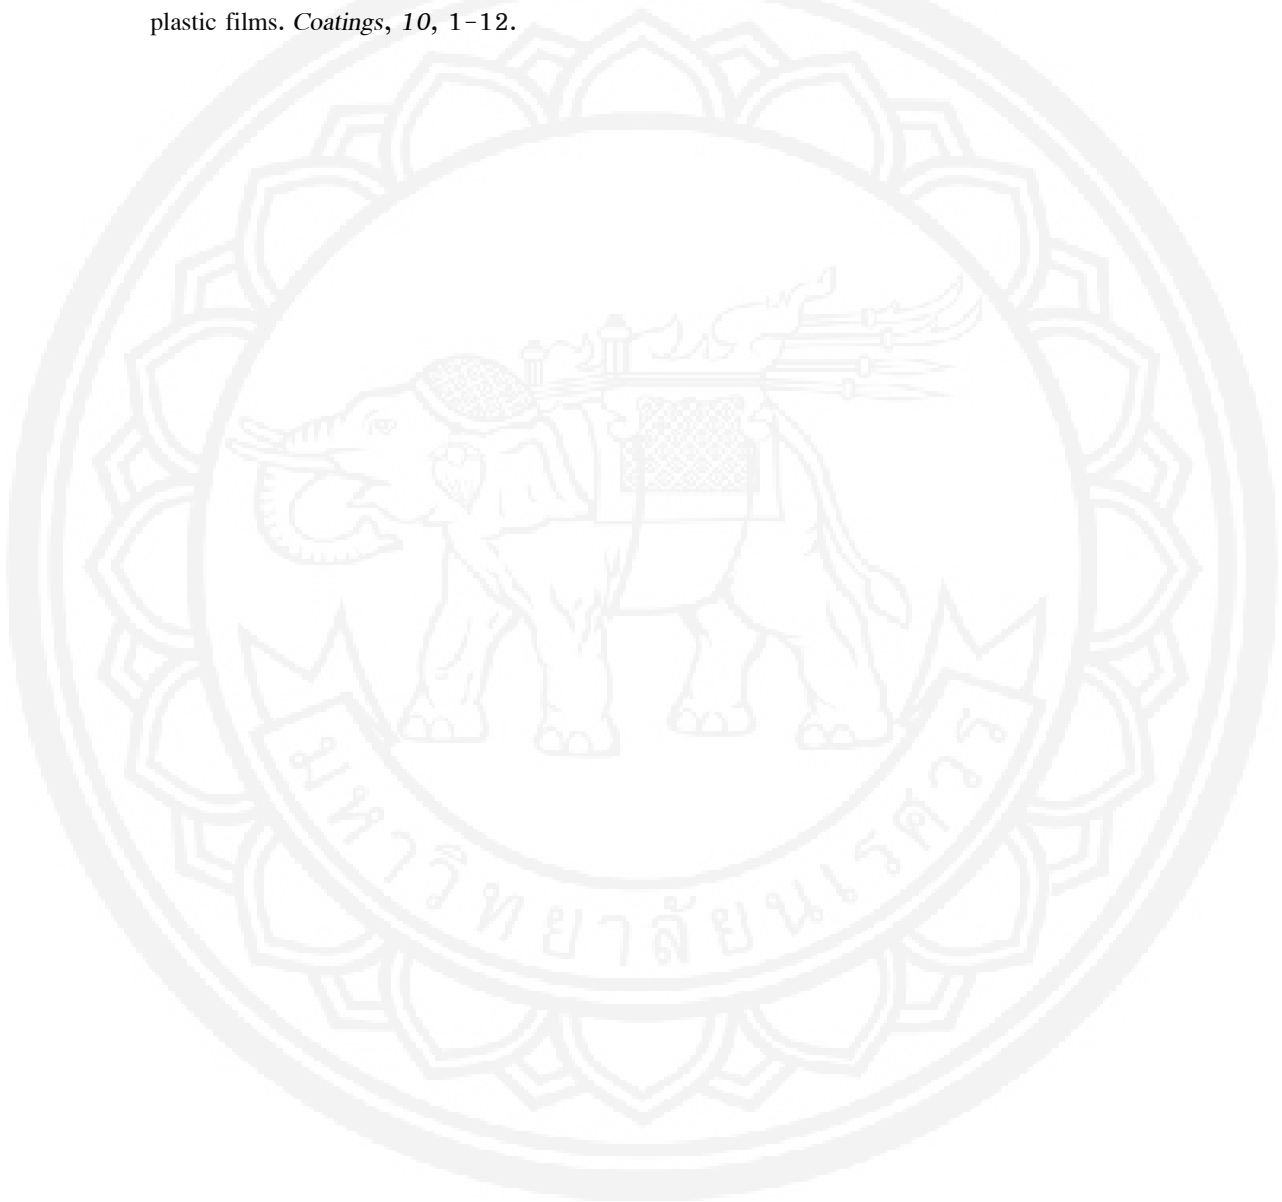 plastic films. Coatings, 10, 1-12.
มหาวิทยาลัยนเรศวร